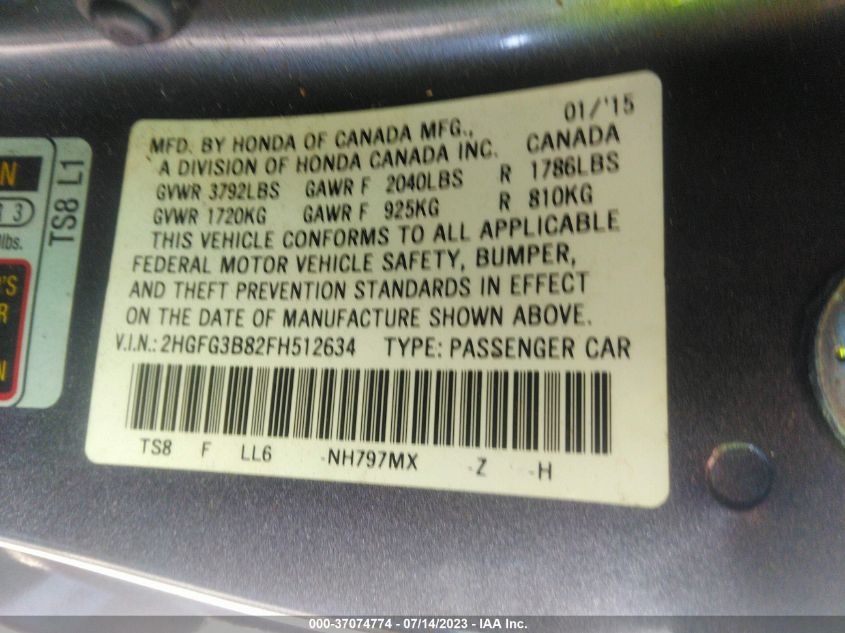 01/'15
MFD. BY HONDA OF CANADA MFG., CANADA
A DIVISION OF HONDA CANADA INC.
GVWR 3792LBS GAWR F 2040LBS R 1786LBS
GVWR 1720KG GAWR F 925KG R 810KG
THIS VEHICLE CONFORMS TO ALL APPLICABLE
FEDERAL MOTOR VEHICLE SAFETY, BUMPER,
AND THEFT PREVENTION STANDARDS IN EFFECT
ON THE DATE OF MANUFACTURE SHOWN ABOVE.
V.I.N.: 2HGFG3B82FH512634 TYPE: PASSENGER CAR
TS8 F LL6 -NH797MX -Z -H
N
3
lbs.
'S
R
N
TS8 L1
000-37074774 - 07/14/2023 - IAA Inc.